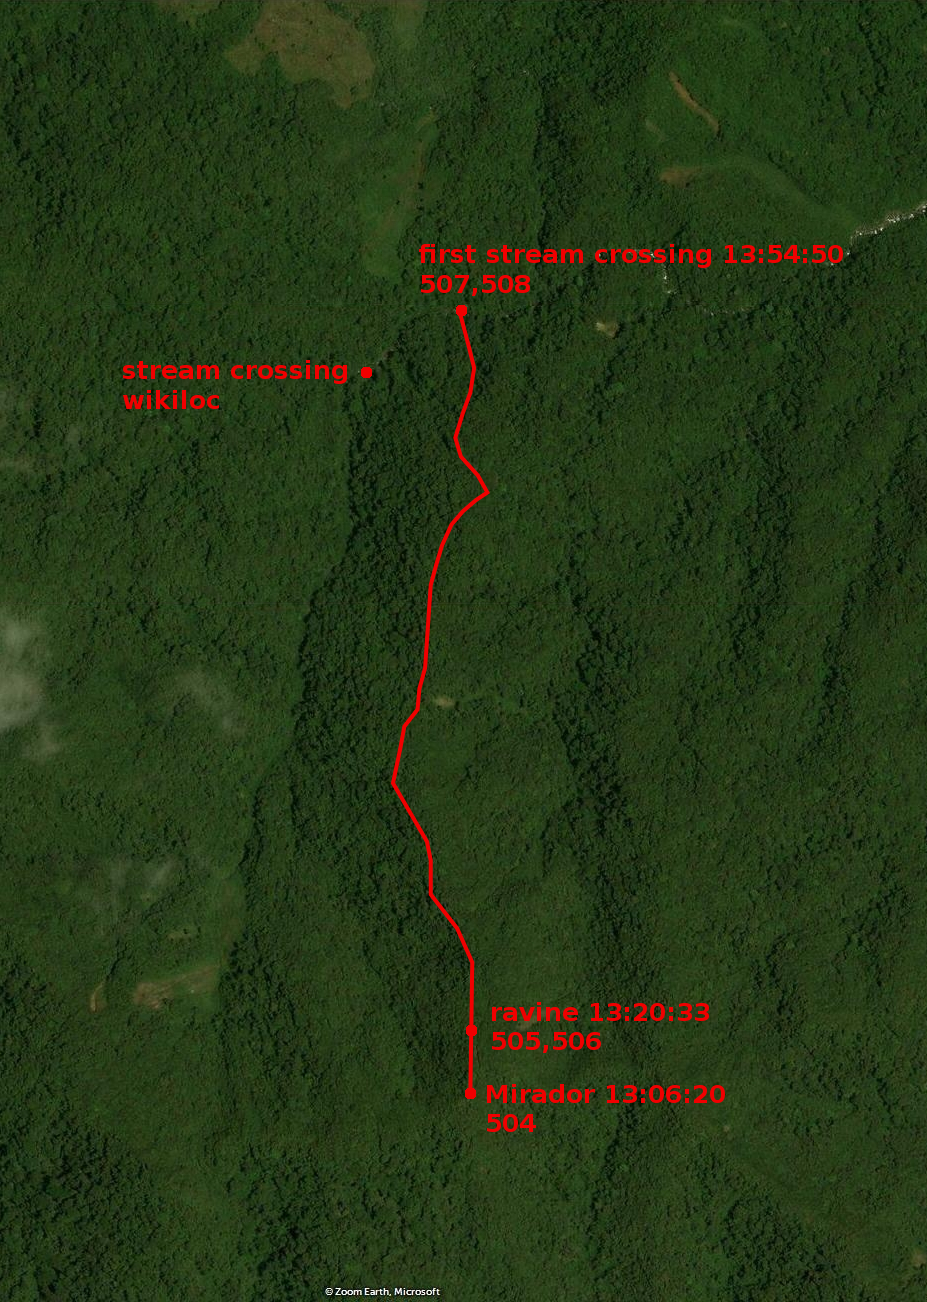 first stream crossing 13:54:50
507,508
stream crossing
wikiloc
ravine 13:20:33
505,506
Mirador 13:06:20
504
© Zoom Earth, Microsoft